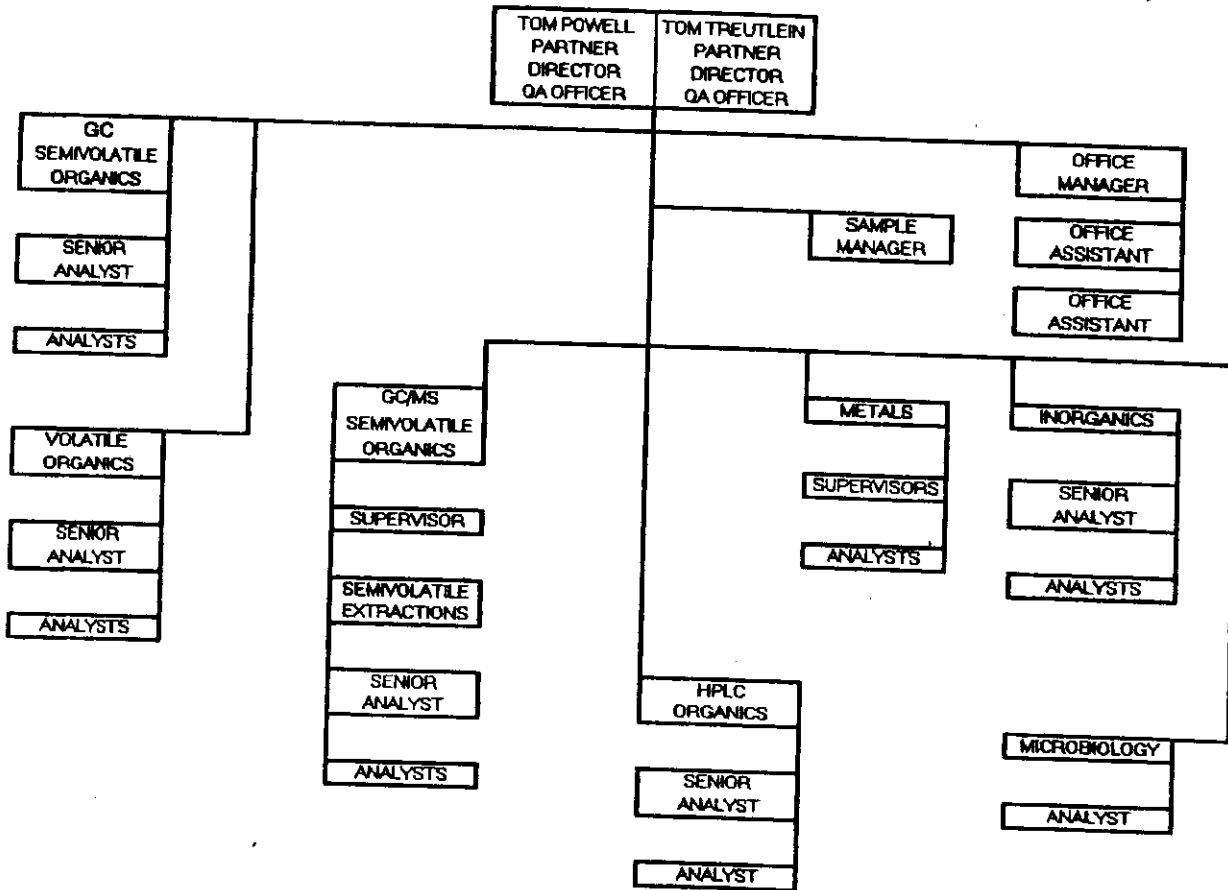 TOM POWELL
PARTNER
DIRECTOR
QA OFFICER
TOM TREUTLEIN
PARTNER
DIRECTOR
QA OFFICER
GC
SEMIVOLATILE
ORGANICS
SENIOR
ANALYST
ANALYSTS
VOLATILE
ORGANICS
SENIOR
ANALYST
ANALYSTS
GC/MS
SEMIVOLATILE
ORGANICS
SUPERVISOR
SEMIVOLATILE
EXTRACTIONS
SENIOR
ANALYST
ANALYSTS
HPLC
ORGANICS
SENIOR
ANALYST
ANALYST
SAMPLE
MANAGER
METALS
SUPERVISORS
ANALYSTS
OFFICE
MANAGER
OFFICE
ASSISTANT
OFFICE
ASSISTANT
INORGANICS
SENIOR
ANALYST
ANALYSTS
MICROBIOLOGY
ANALYST